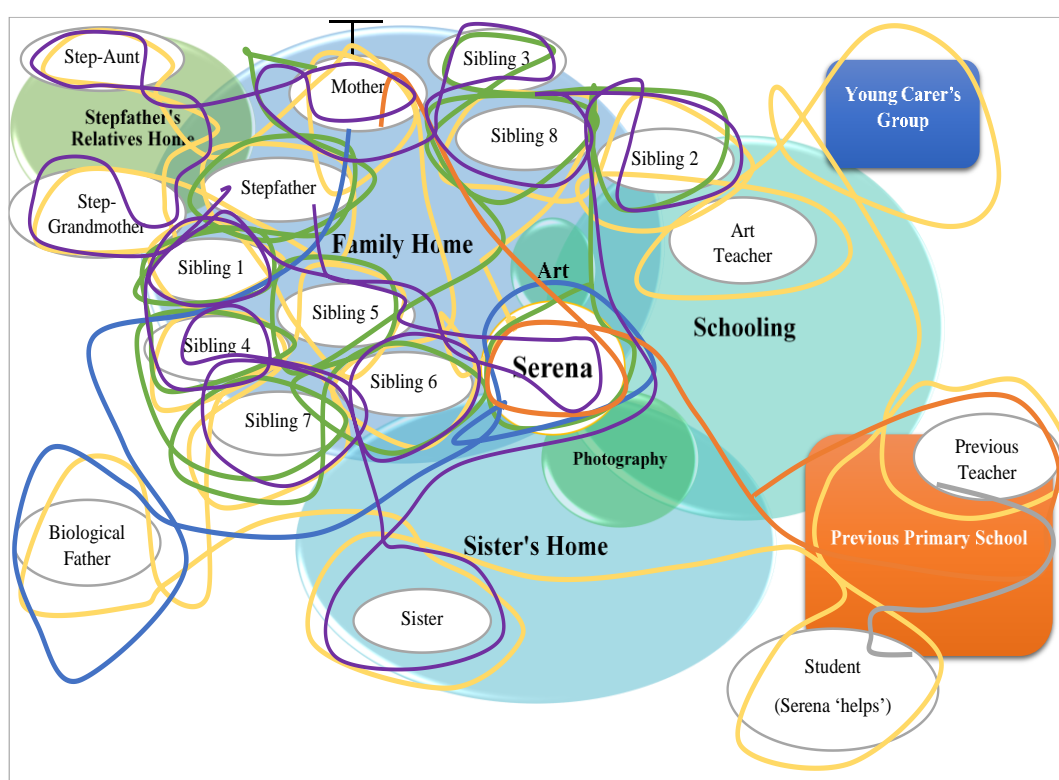 Step-Aunt
Sibling 3
Mother
Young Carer's
Group
Stepfather's
Relatives Home
Sibling 8
Sibling 2
Stepfather
Step-
Grandmother
Art
Teacher
Family Home
Sibling 1
Art
Sibling 5
Schooling
Sibling 4
Serena
Sibling 6
Sibling 7
Photography
Previous
Teacher
Biological
Father
Sister's Home
Previous Primary School
Sister
Student
(Serena ‘helps’)